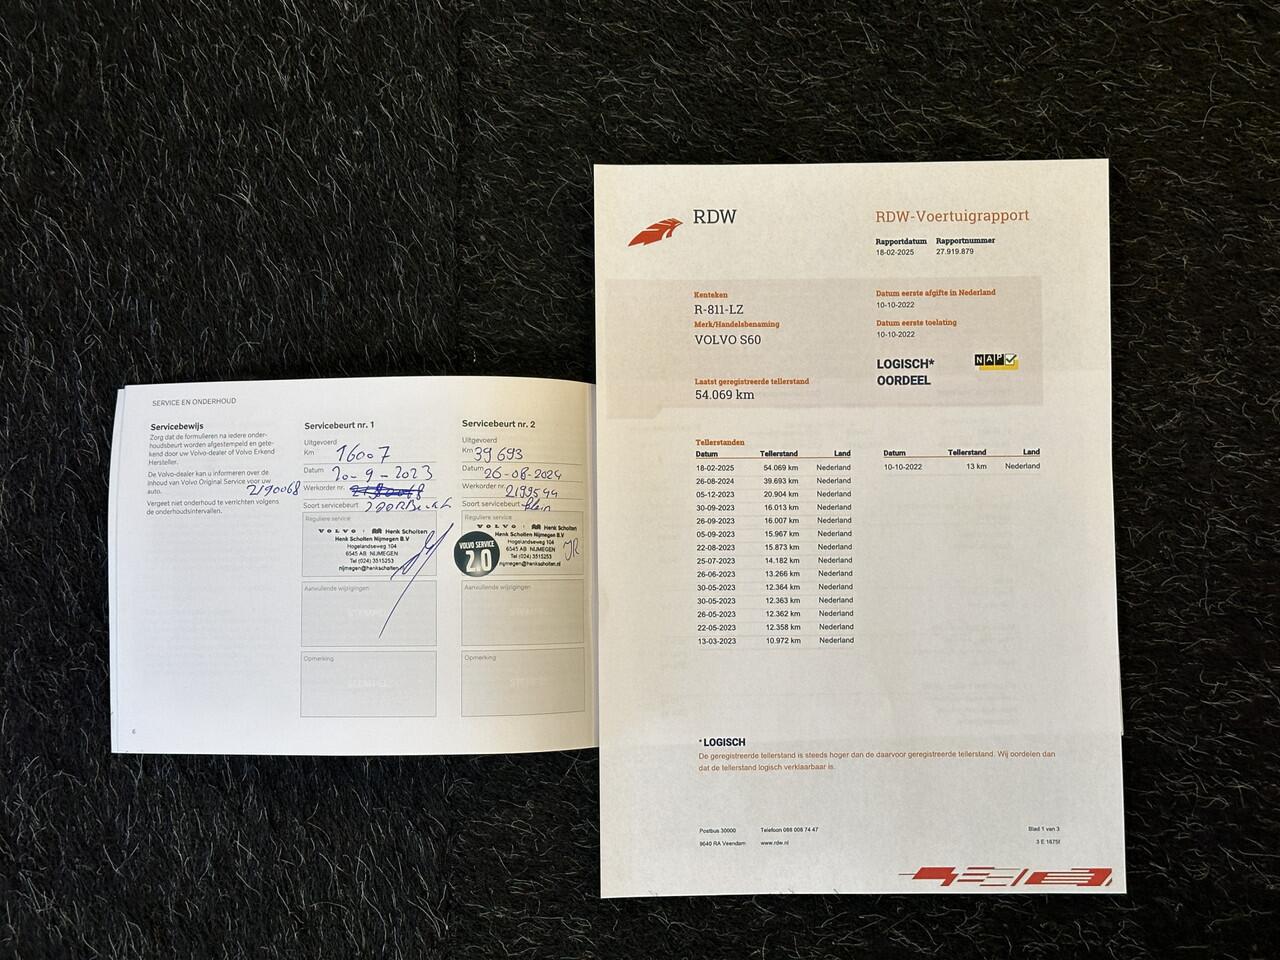 SERVICE EN ONDERHOUD
Servicebewijs
Zorg dat de formulieren na iedere onder-
houdsbeurt worden afgestempeld en gete-
kend door uw Volvo-dealer of Volvo Erkend
Hersteller.
De Volvo-dealer kan u informeren over de
inhoud van Volvo Original Service voor uw
auto.
Vergeet niet onderhoud te verrichten volgens
de onderhoudsintervallen.
6
Servicebeurt nr. 1
Uitgevoerd
Km 16007
Datum 20-9-2023
2190068
Werkorder nr.
Soort servicebeurt
Reguliere service
VOLVO Henk Scholten
Henk Scholten Nijmegen B.V
Hogelandseweg 104
6545 AB NIJMEGEN
Tel (024) 3515253
nijmegen@henkscholten.nl
Aanvullende wijzigingen
Opmerking
Servicebeurt nr. 2
Uitgevoerd
Km 39693
Datum 26-08-2024
Werkorder nr. 2199544
Soort servicebeurt klein
Reguliere service
VOLVO Henk Scholten
Henk Scholten Nijmegen B.V
Hogelandseweg 104
6545 AB NIJMEGEN
Tel (024) 3515253
nijmegen@henkscholten.nl
VOLVO SERVICE
2.0
Aanvullende wijzigingen
Opmerking
RDW
RDW-Voertuigrapport
Rapportdatum Rapportnummer
18-02-2025 27.919.879
Kenteken
R-811-LZ
Merk/Handelsbenaming
VOLVO S60
Laatst geregistreerde tellerstand
54.069 km
Datum eerste afgifte in Nederland
10-10-2022
Datum eerste toelating
10-10-2022
LOGISCH*
OORDEEL
NAP
Tellerstanden
Datum Tellerstand Land
18-02-2025 54.069 km Nederland
26-08-2024 39.693 km Nederland
05-12-2023 20.904 km Nederland
30-09-2023 16.013 km Nederland
26-09-2023 16.007 km Nederland
05-09-2023 15.967 km Nederland
22-08-2023 15.873 km Nederland
25-07-2023 14.182 km Nederland
26-06-2023 13.266 km Nederland
30-05-2023 12.364 km Nederland
30-05-2023 12.363 km Nederland
26-05-2023 12.362 km Nederland
22-05-2023 12.358 km Nederland
13-03-2023 10.972 km Nederland
Datum Tellerstand Land
10-10-2022 13 km Nederland
*LOGISCH
De geregistreerde tellerstand is steeds hoger dan de daarvoor geregistreerde tellerstand. Wij oordelen dan
dat de tellerstand logisch verklaarbaar is.
Postbus 30000 Telefoon 088 008 74 47
9640 RA Veendam www.rdw.nl
Blad 1 van 3
3 E 1675f